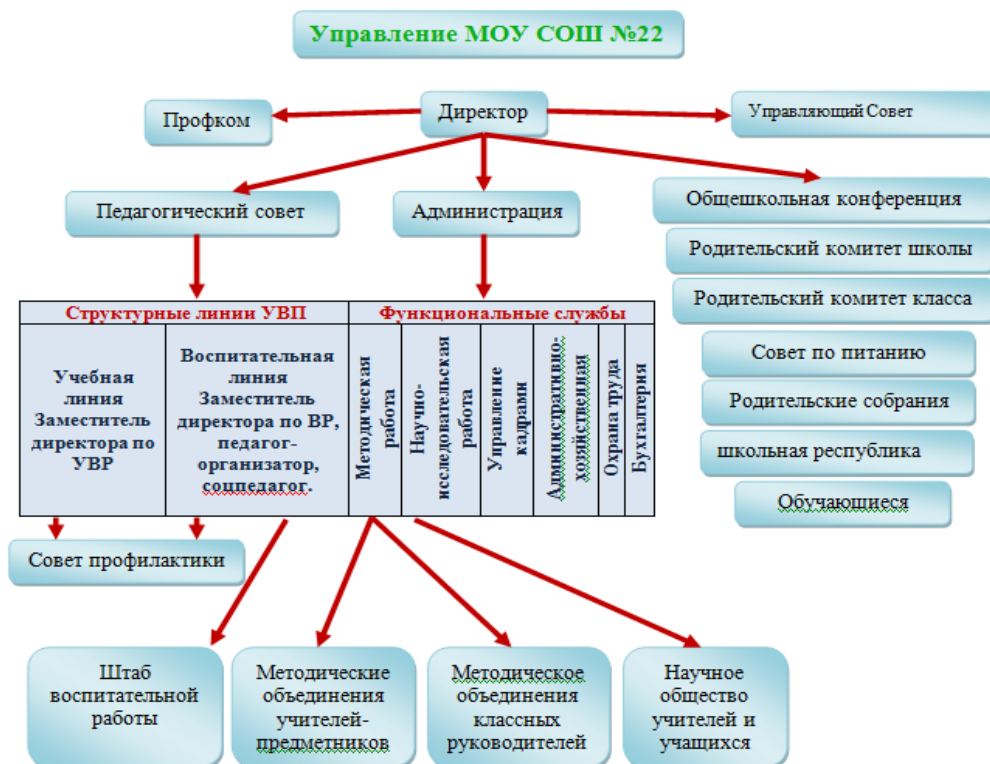 Управление МОУ СОШ №22
Профком
Директор
Управляющий Совет
Педагогический совет
Администрация
Общешкольная конференция
Родительский комитет школы
Родительский комитет класса
Совет по питанию
Родительские собрания
школьная республика
Обучающиеся
Структурные линии УВП
Функциональные службы
Учебная
линия
Заместитель
директора по
УВР
Воспитательная
линия
Заместитель
директора по ВР,
педагог-
организатор,
соцпедагог.
Методическая
работа
Научно-
исследовательская
работа
Управление
кадрами
Административно-
хозяйственная
Охрана труда
Бухгалтерия
Совет профилактики
Штаб
воспитательной
работы
Методические
объединения
учителей-
предметников
Методическое
объединения
классных
руководителей
Научное
общество
учителей и
учащихся